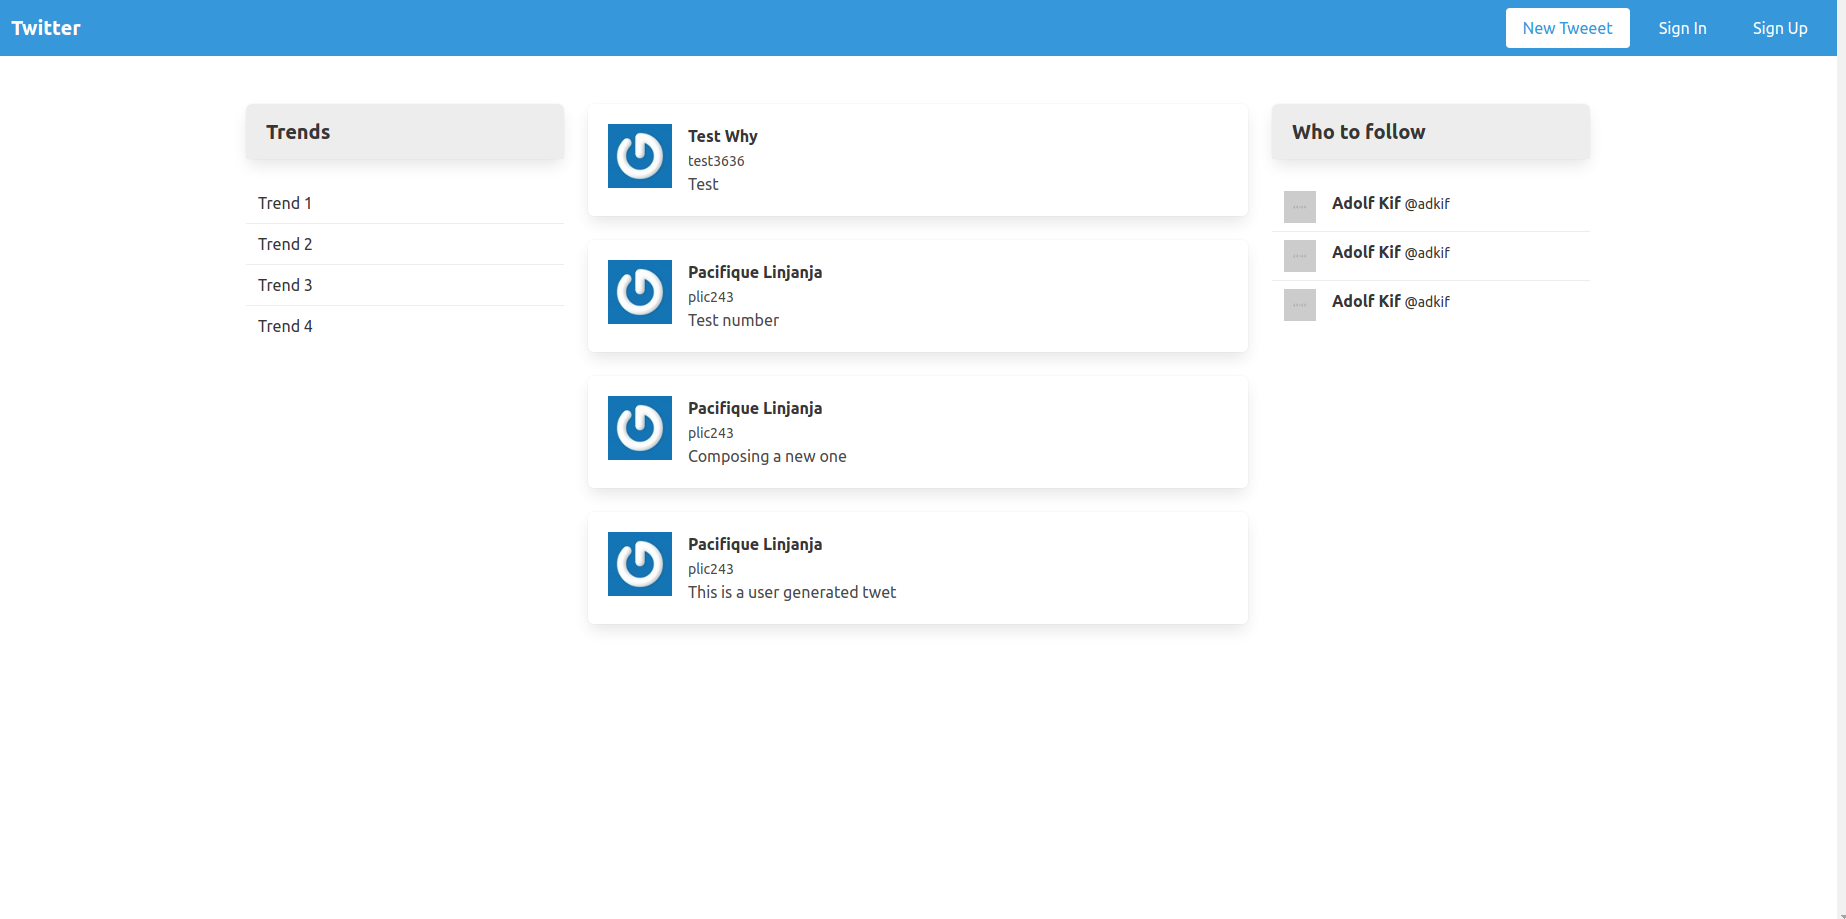 Twitter
New Tweeet
Sign In
Sign Up
Trends
Trend 1
Trend 2
Trend 3
Trend 4
Test Why
test3636
Test
Pacifique Linjanja
plic243
Test number
Pacifique Linjanja
plic243
Composing a new one
Pacifique Linjanja
plic243
This is a user generated twet
Who to follow
Adolf Kif @adkif
Adolf Kif @adkif
Adolf Kif @adkif